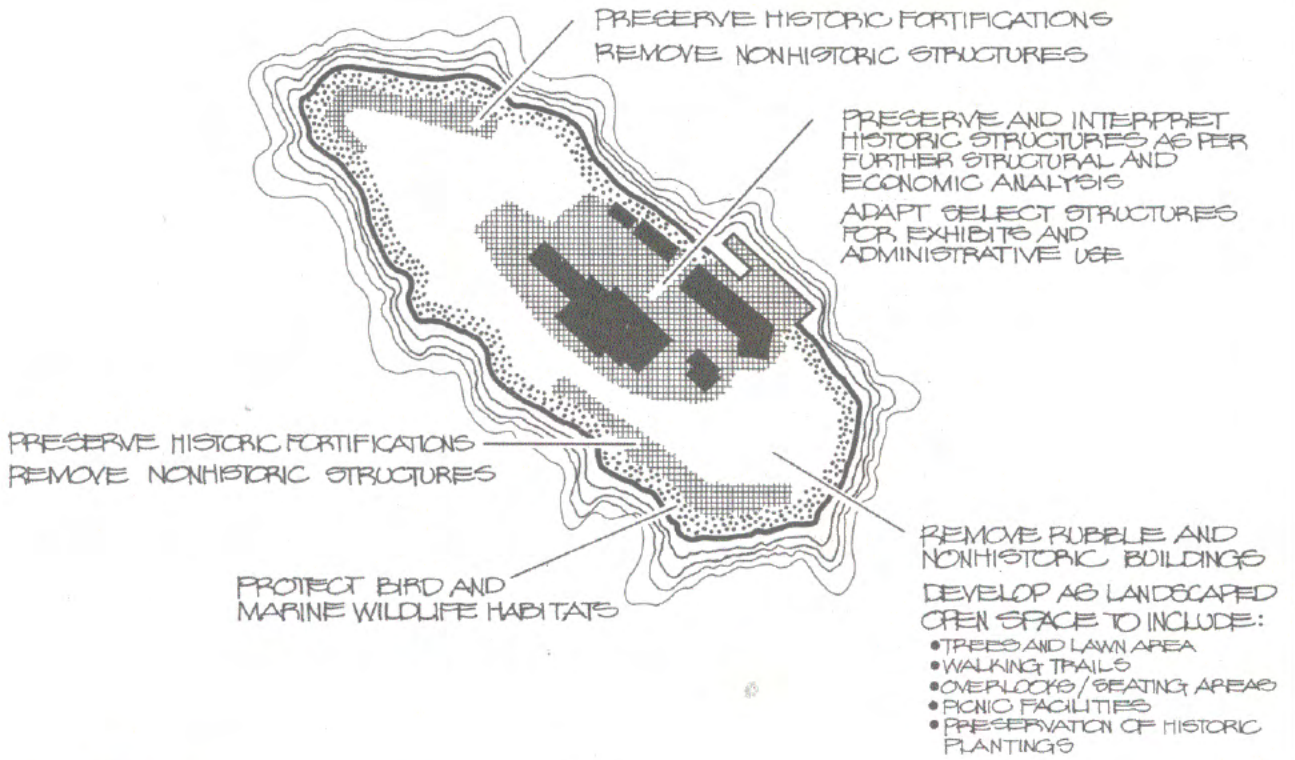 PRESERVE HISTORIC FORTIFICATIONS
REMOVE NONHISTORIC STRUCTURES
PRESERVE AND INTERPRET
HISTORIC STRUCTURES AS PER
FURTHER STRUCTURAL AND
ECONOMIC ANALYSIS
ADAPT SELECT STRUCTURES
FOR EXHIBITS AND
ADMINISTRATIVE USE
PRESERVE HISTORIC FORTIFICATIONS
REMOVE NONHISTORIC STRUCTURES
PROTECT BIRD AND
MARINE WILDLIFE HABITATS
REMOVE RUBBLE AND
NONHISTORIC BUILDINGS
DEVELOP AS LANDSCAPED
OPEN SPACE TO INCLUDE:
• TREES AND LAWN AREA
• WALKING TRAILS
• OVERLOOKS / SEATING AREAS
• PICNIC FACILITIES
• PRESERVATION OF HISTORIC
PLANTINGS